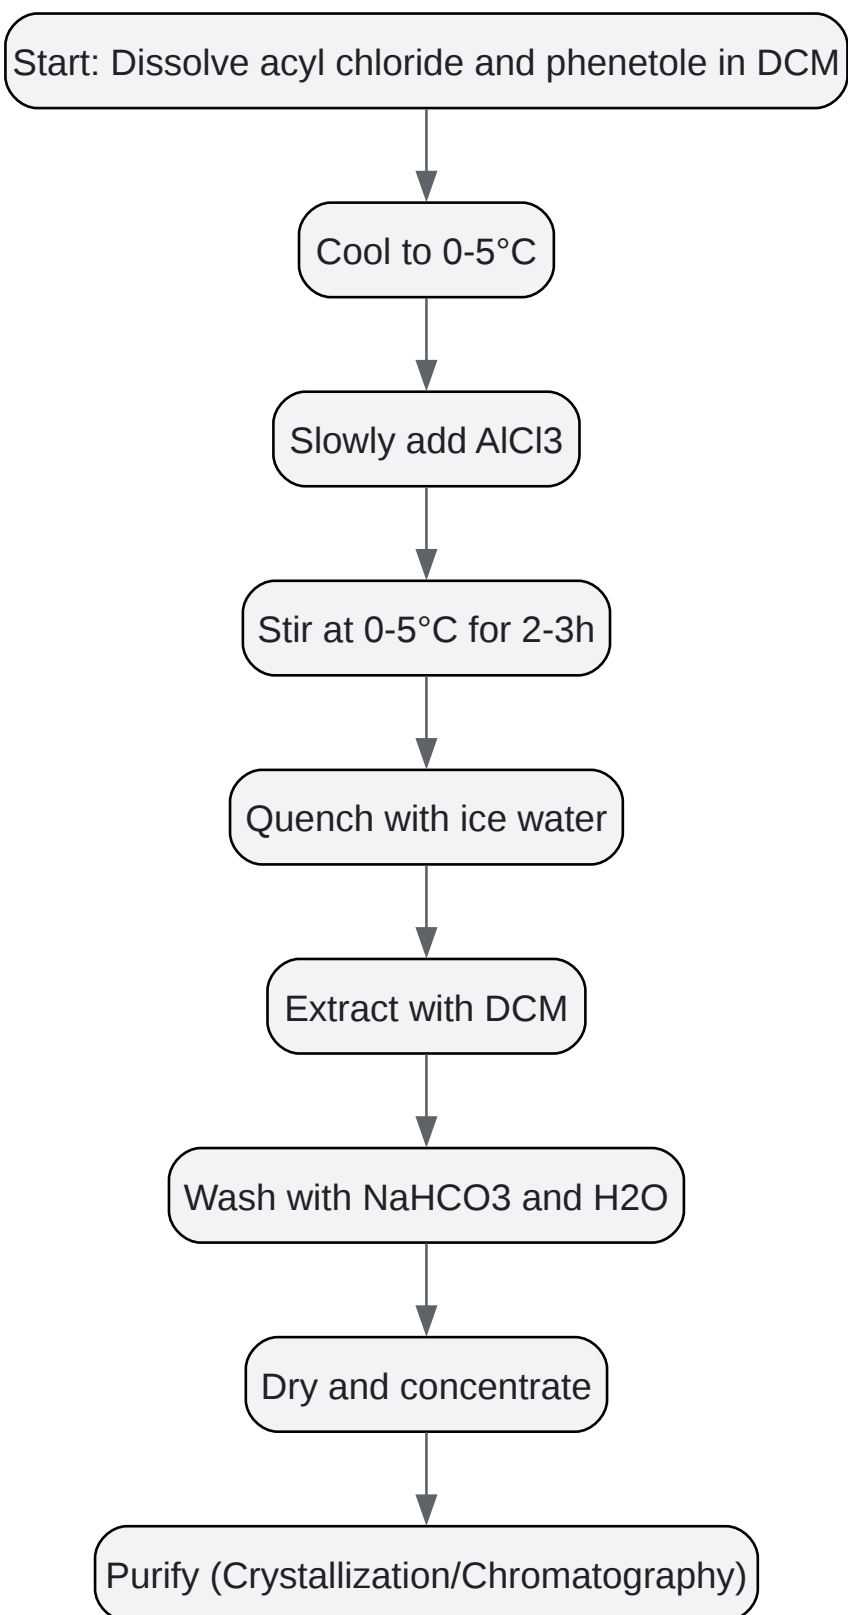 Start: Dissolve acyl chloride and phenetole in DCM
Cool to 0-5°C
Slowly add AlCl3
Stir at 0-5°C for 2-3h
Quench with ice water
Extract with DCM
Wash with NaHCO3 and H2O
Dry and concentrate
Purify (Crystallization/Chromatography)